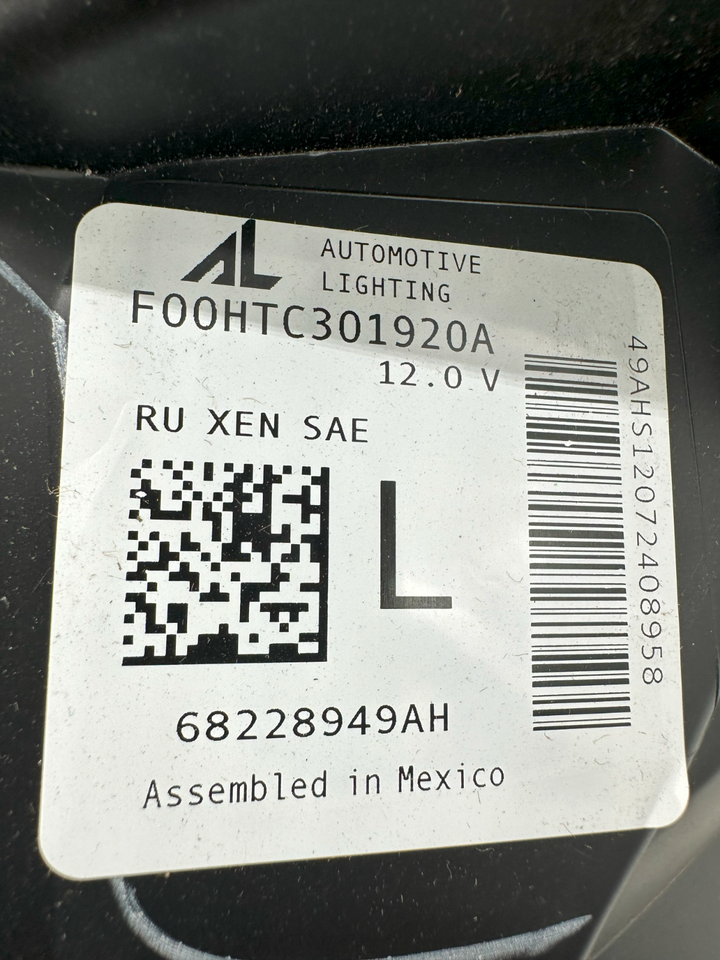 AL
AUTOMOTIVE
LIGHTING
F00HTC301920A
12.0 V
RU XEN SAE
L
68228949AH
Assembled in Mexico
49AHS12072408958